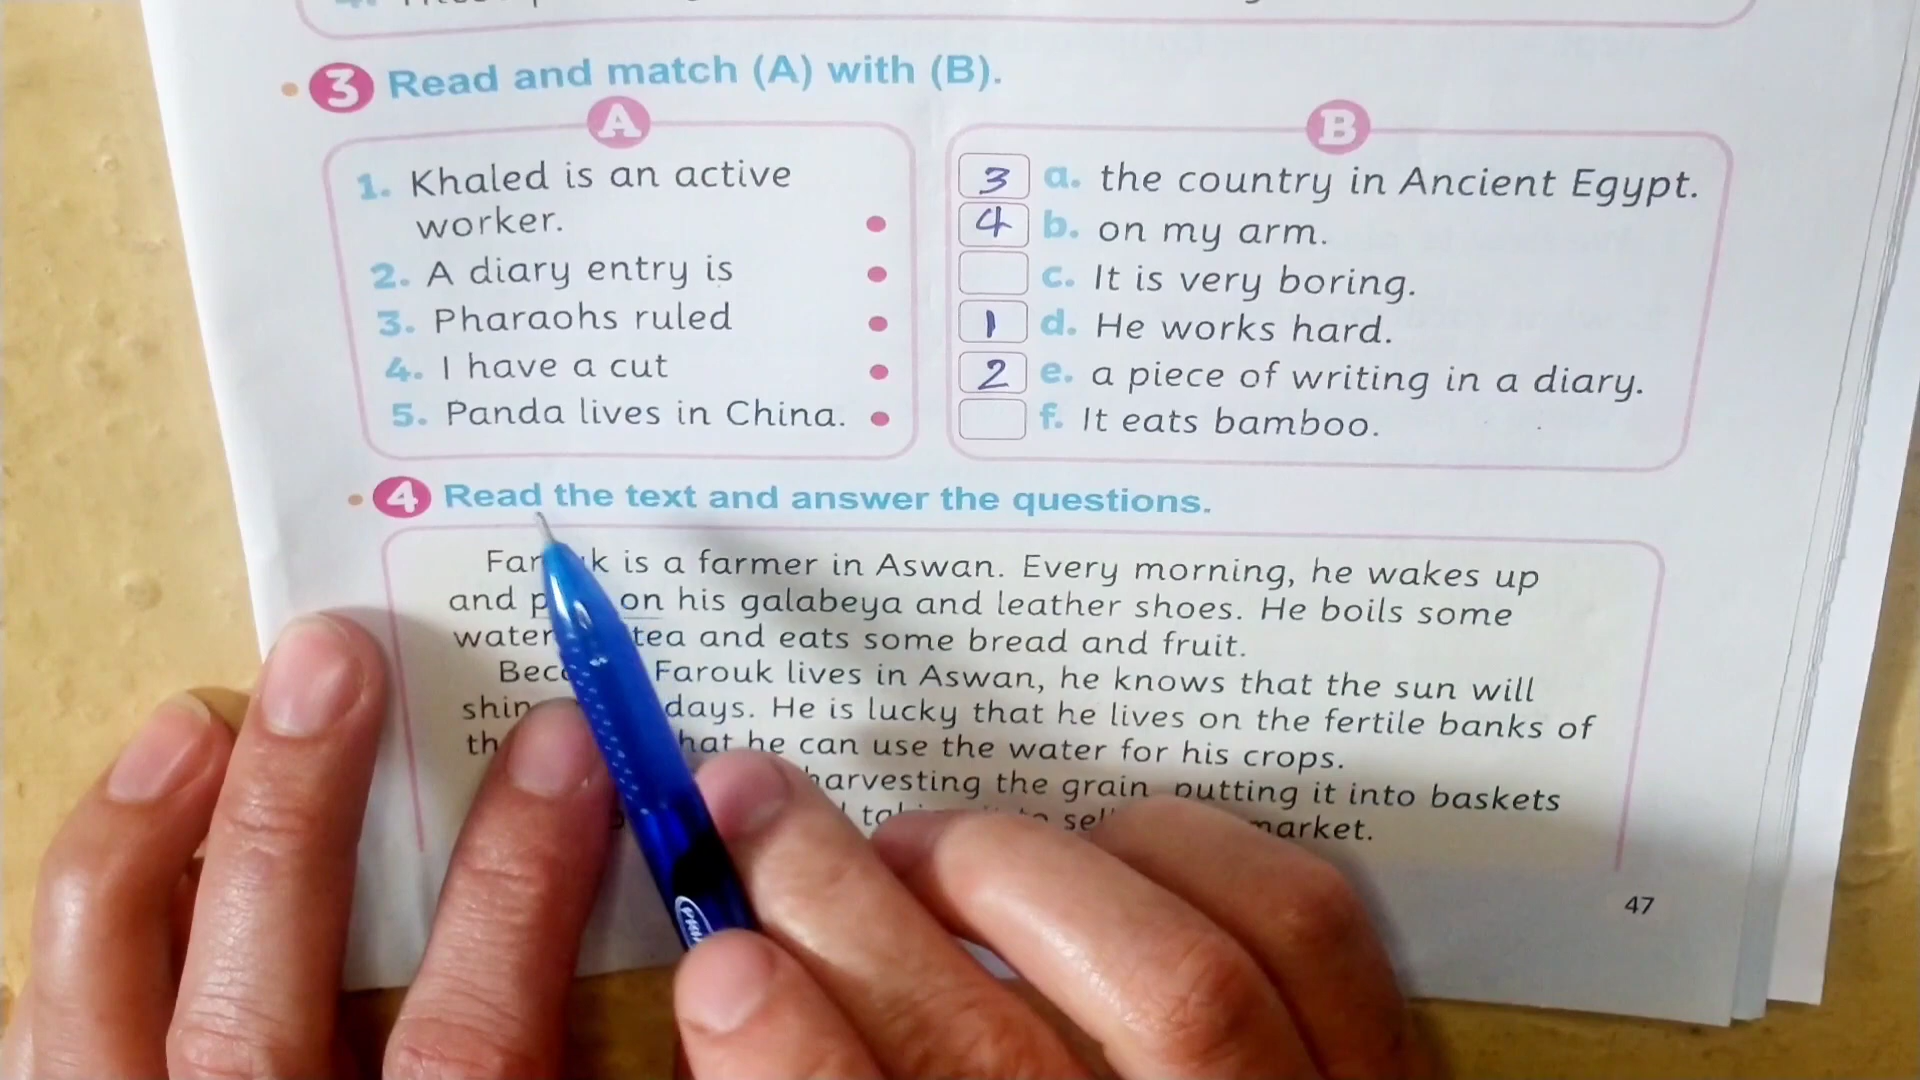 3 Read and match (A) with (B).
A
1. Khaled is an active
worker.
2. A diary entry is
3. Pharaohs ruled
4. I have a cut
5. Panda lives in China.
B
3 a. the country in Ancient Egypt.
4 b. on my arm.
c. It is very boring.
1 d. He works hard.
2 e. a piece of writing in a diary.
f. It eats bamboo.
4 Read the text and answer the questions.
is a farmer in Aswan. Every morning, he wakes up
and on his galabeya and leather shoes. He boils some
water tea and eats some bread and fruit.
Farouk lives in Aswan, he knows that the sun will
days. He is lucky that he lives on the fertile banks of
that he can use the water for his crops.
harvesting the grain putting it into baskets
market.
47